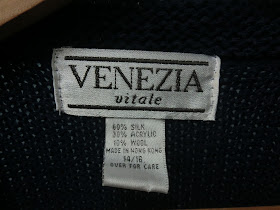 VENEZIA
vitale
60% SILK
30% ACRYLIC
10% WOOL
MADE IN HONG KONG
14/16
OVER FOR CARE